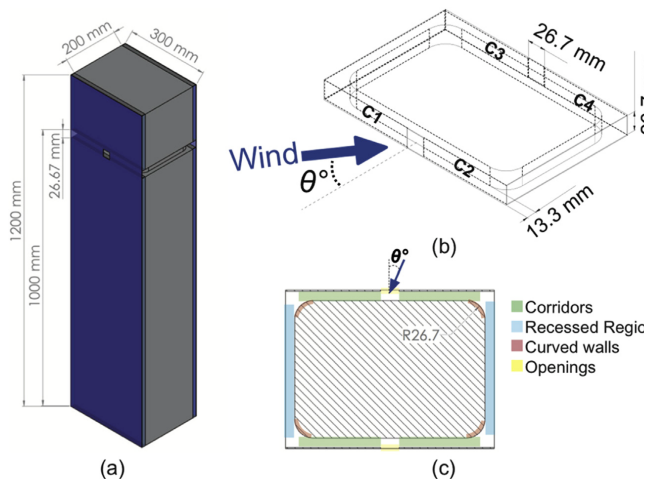 200 mm
300 mm
26.67 mm
1200 mm
1000 mm
(a)
C3
26.7 mm
C4
C1
C2
Wind
θ°
13.3 mm
(b)
θ°
R26.7
Corridors
Recessed Regio
Curved walls
Openings
(c)